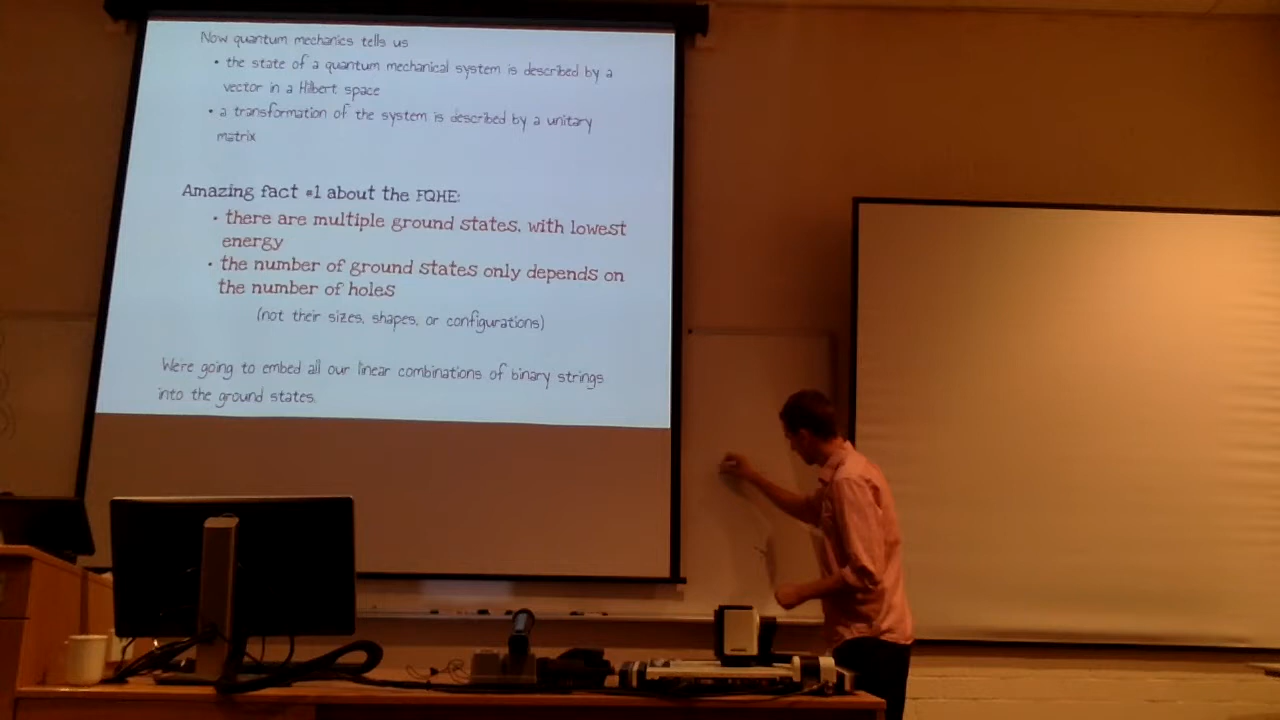 Now quantum mechanics tells us
• the state of a quantum mechanical system is described by a
vector in a Hilbert space
• a transformation of the system is described by a unitary
matrix
Amazing fact #1 about the FQHE:
• there are multiple ground states, with lowest
energy
• the number of ground states only depends on
the number of holes
(not their sizes, shapes, or configurations)
We're going to embed all our linear combinations of binary strings
into the ground states.